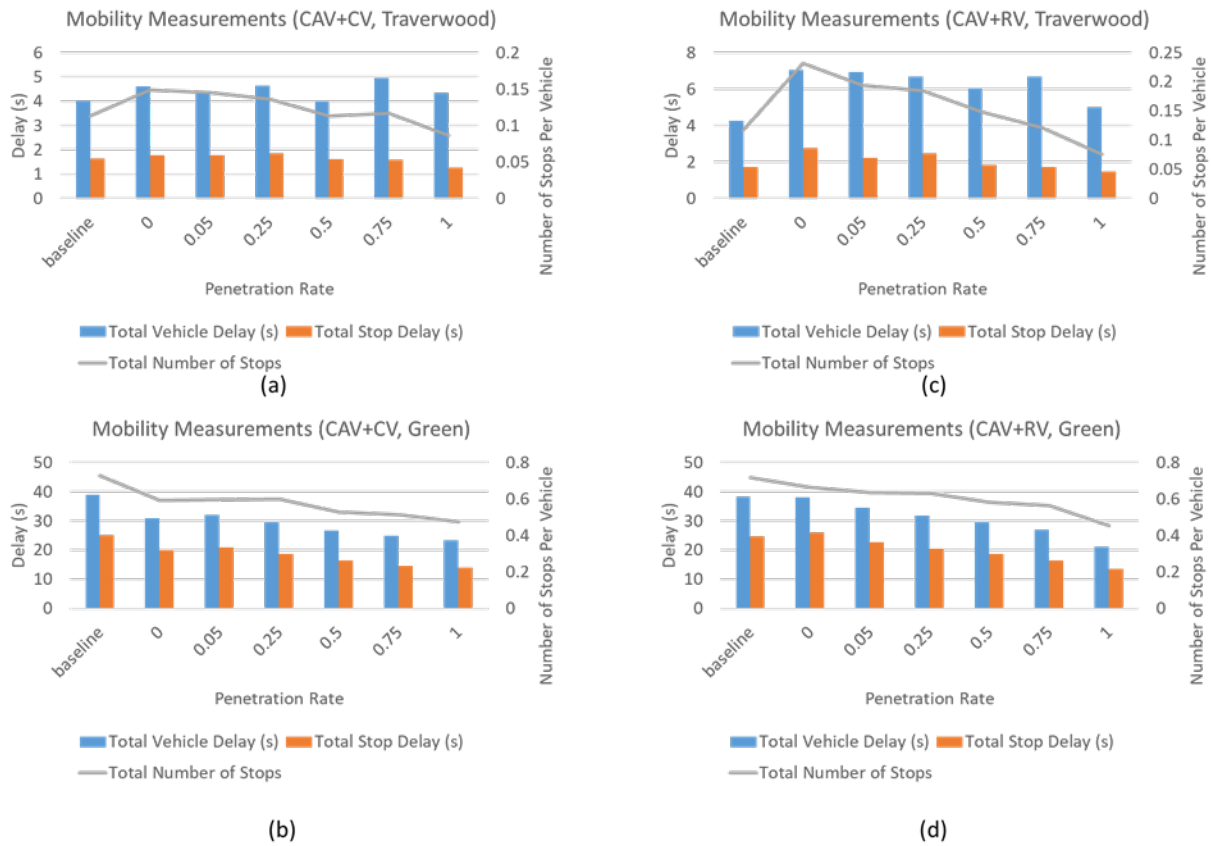 Mobility Measurements (CAV+CV, Traverwood)
6
5
4
3
2
1
0
Delay (s)
0.2
0.15
0.1
0.05
0
Number of Stops Per Vehicle
baseline
0
0.05
0.25
0.5
0.75
1
Penetration Rate
Total Vehicle Delay (s)
Total Stop Delay (s)
Total Number of Stops
(a)
Mobility Measurements (CAV+RV, Traverwood)
8
6
4
2
0
Delay (s)
0.25
0.2
0.15
0.1
0.05
0
Number of Stops Per Vehicle
baseline
0
0.05
0.25
0.5
0.75
1
Penetration Rate
Total Vehicle Delay (s)
Total Stop Delay (s)
Total Number of Stops
(c)
Mobility Measurements (CAV+CV, Green)
50
40
30
20
10
0
Delay (s)
0.8
0.6
0.4
0.2
0
Number of Stops Per Vehicle
baseline
0
0.05
0.25
0.5
0.75
1
Penetration Rate
Total Vehicle Delay (s)
Total Stop Delay (s)
Total Number of Stops
(b)
Mobility Measurements (CAV+RV, Green)
50
40
30
20
10
0
Delay (s)
0.8
0.6
0.4
0.2
0
Number of Stops Per Vehicle
baseline
0
0.05
0.25
0.5
0.75
1
Penetration Rate
Total Vehicle Delay (s)
Total Stop Delay (s)
Total Number of Stops
(d)